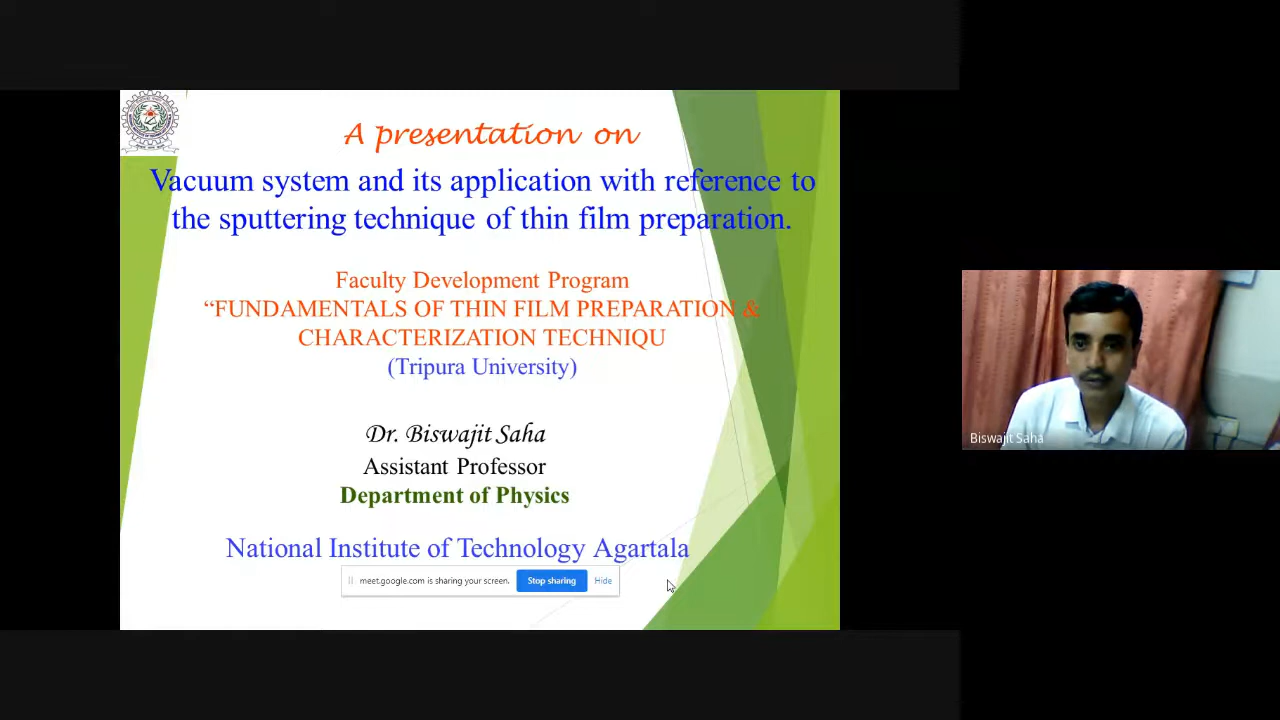 A presentation on
Vacuum system and its application with reference to
the sputtering technique of thin film preparation.
Faculty Development Program
“FUNDAMENTALS OF THIN FILM PREPARATION &
CHARACTERIZATION TECHNIQU
(Tripura University)
Dr. Biswajit Saha
Assistant Professor
Department of Physics
National Institute of Technology Agartala
meet.google.com is sharing your screen. Stop sharing Hide
Biswajit Saha